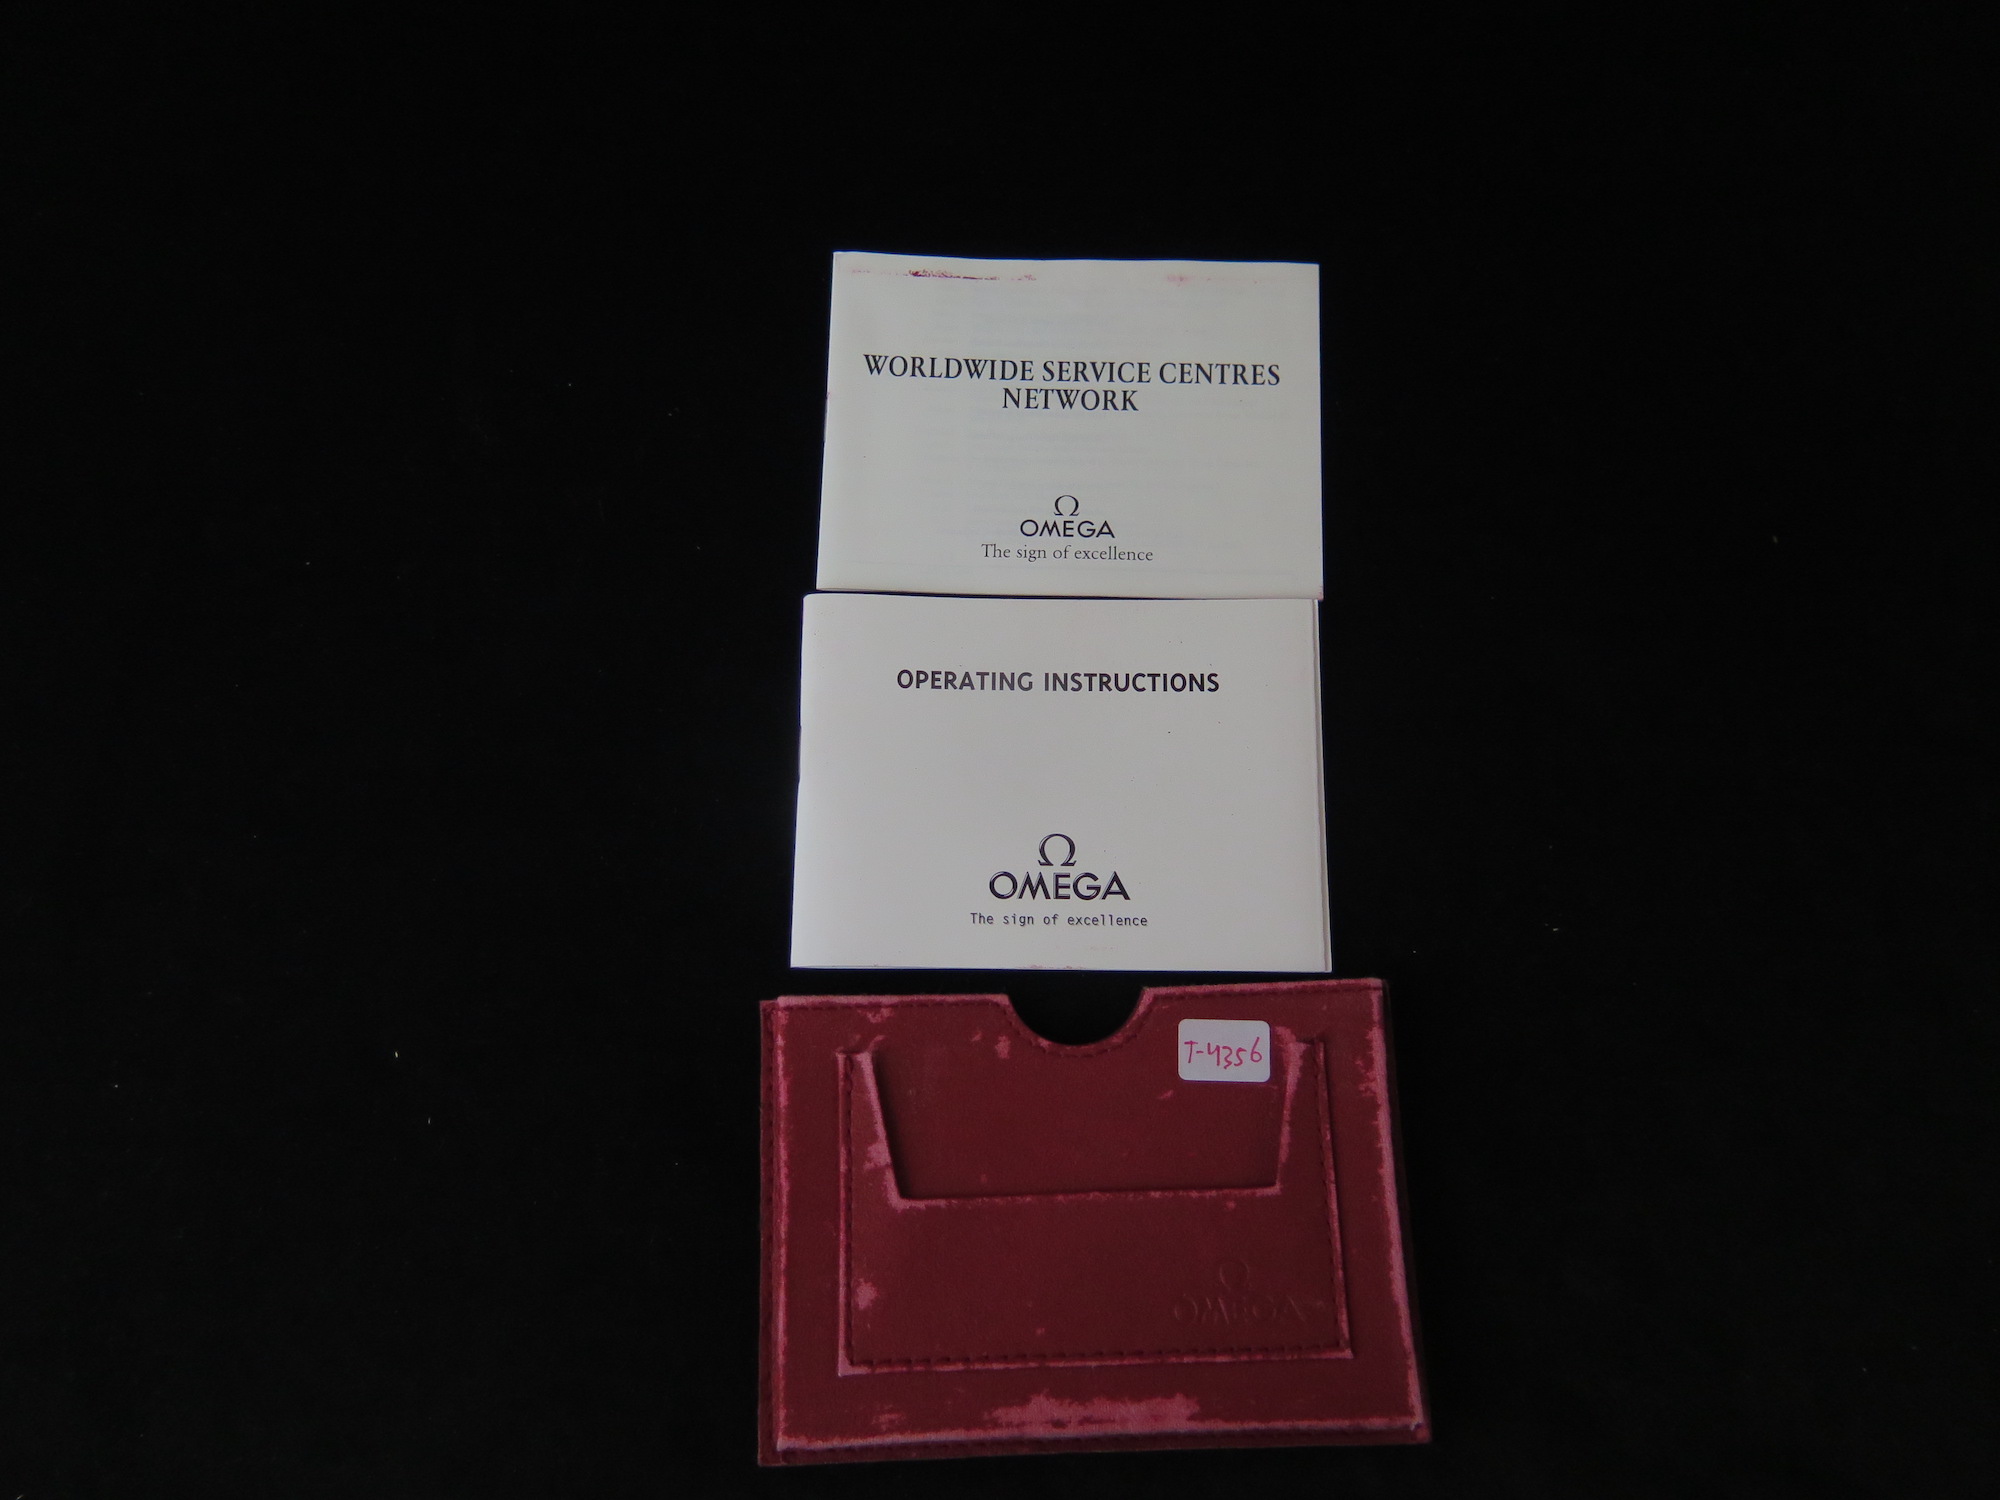 WORLDWIDE SERVICE CENTRES
NETWORK
Ω
OMEGA
The sign of excellence
OPERATING INSTRUCTIONS
Ω
OMEGA
The sign of excellence
T-4356
Ω
OMEGA